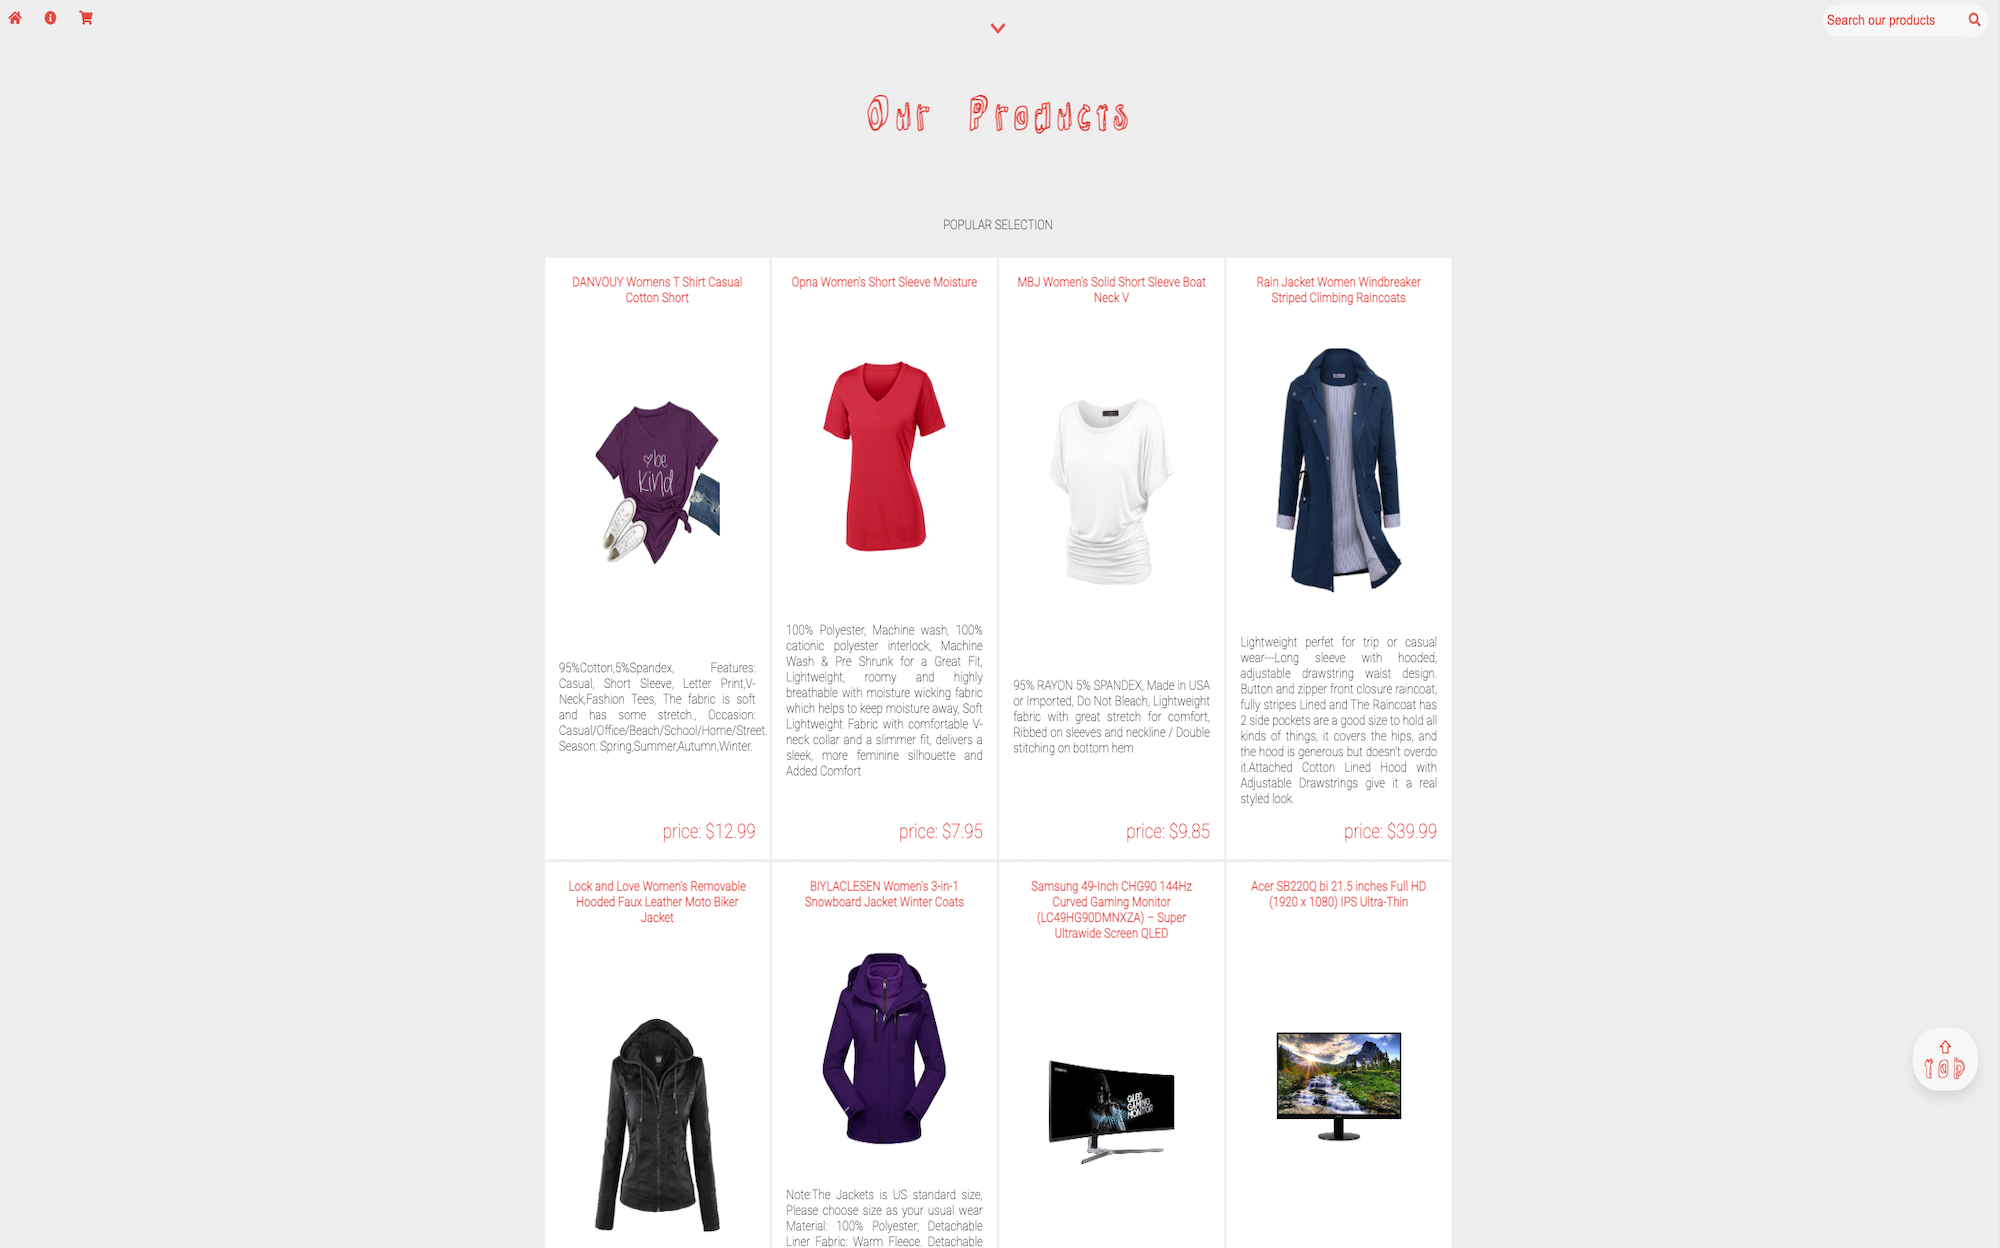 Search our products
Our Products
POPULAR SELECTION
DANVOUY Womens T Shirt Casual
Cotton Short
be
kind
95%Cotton,5%Spandex, Features:
Casual, Short Sleeve, Letter Print,V-
Neck,Fashion Tees, The fabric is soft
and has some stretch., Occasion:
Casual/Office/Beach/School/Home/Street.
Season: Spring,Summer,Autumn,Winter.
price: $12.99
Opna Women's Short Sleeve Moisture
100% Polyester, Machine wash, 100%
cationic polyester interlock, Machine
Wash & Pre Shrunk for a Great Fit,
Lightweight, roomy and highly
breathable with moisture wicking fabric
which helps to keep moisture away, Soft
Lightweight Fabric with comfortable V-
neck collar and a slimmer fit, delivers a
sleek, more feminine silhouette and
Added Comfort
price: $7.95
MBJ Women's Solid Short Sleeve Boat
Neck V
95% RAYON 5% SPANDEX, Made in USA
or Imported, Do Not Bleach, Lightweight
fabric with great stretch for comfort,
Ribbed on sleeves and neckline / Double
stitching on bottom hem
price: $9.85
Rain Jacket Women Windbreaker
Striped Climbing Raincoats
Lightweight perfet for trip or casual
wear---Long sleeve with hooded,
adjustable drawstring waist design.
Button and zipper front closure raincoat,
fully stripes Lined and The Raincoat has
2 side pockets are a good size to hold all
kinds of things, it covers the hips, and
the hood is generous but doesn't overdo
it.Attached Cotton Lined Hood with
Adjustable Drawstrings give it a real
styled look.
price: $39.99
Lock and Love Women's Removable
Hooded Faux Leather Moto Biker
Jacket
BIYLACLESEN Women's 3-in-1
Snowboard Jacket Winter Coats
Note:The Jackets is US standard size,
Please choose size as your usual wear
Material: 100% Polyester; Detachable
Liner Fabric: Warm Fleece. Detachable
Samsung 49-Inch CHG90 144Hz
Curved Gaming Monitor
(LC49HG90DMNXZA) – Super
Ultrawide Screen QLED
QLED
GAMING
MONITOR
Acer SB220Q bi 21.5 inches Full HD
(1920 x 1080) IPS Ultra-Thin
top